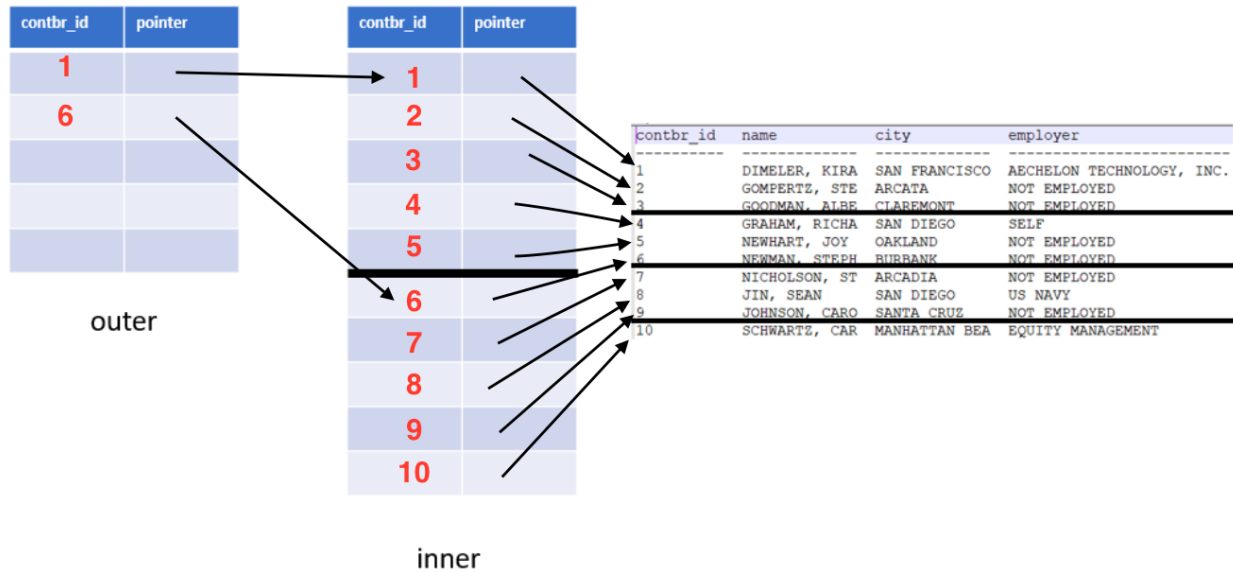 contbr_id pointer
1
6
outer
contbr_id pointer
1
2
3
4
5
6
7
8
9
10
inner
contbr_id name city employer
1 DIMELER, KIRA SAN FRANCISCO AECHELON TECHNOLOGY, INC.
2 GOMPERTZ, STE ARCATA NOT EMPLOYED
3 GOODMAN, ALBE CLAREMONT NOT EMPLOYED
4 GRAHAM, RICHA SAN DIEGO SELF
5 NEWHART, JOY OAKLAND NOT EMPLOYED
6 NEWMAN, STEPH BURBANK NOT EMPLOYED
7 NICHOLSON, ST ARCADIA NOT EMPLOYED
8 JIN, SEAN SAN DIEGO US NAVY
9 JOHNSON, CARO SANTA CRUZ NOT EMPLOYED
10 SCHWARTZ, CAR MANHATTAN BEA EQUITY MANAGEMENT